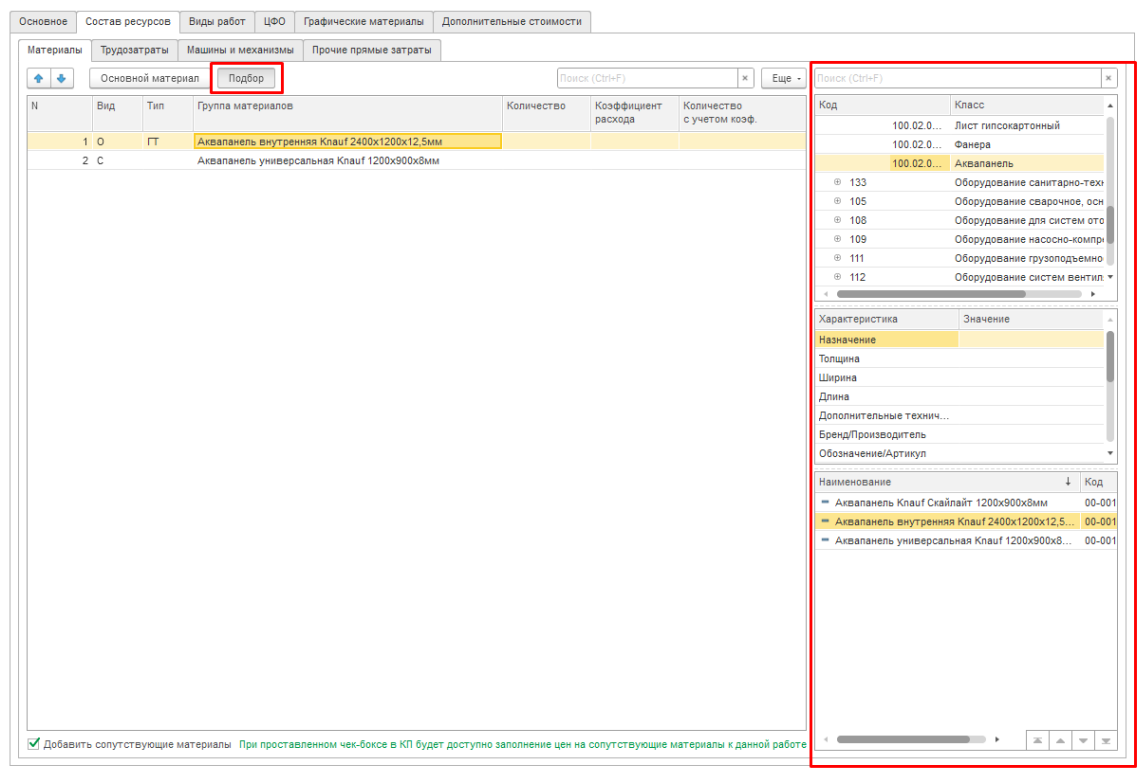 Основное Состав ресурсов Виды работ ЦФО Графические материалы Дополнительные стоимости
Материалы Трудозатраты Машины и механизмы Прочие прямые затраты
Основной материал Подбор Поиск (Ctrl+F) × Еще
N Вид Тип Группа материалов Количество Коэффициент расхода Количество с учетом коэф.
1 О ГТ Аквапанель внутренняя Knauf 2400х1200х12,5мм
2 С Аквапанель универсальная Knauf 1200х900х8мм
Добавить сопутствующие материалы При проставленном чек-боксе в КП будет доступно заполнение цен на сопутствующие материалы к данной работе
Поиск (Ctrl+F) ×
Код Класс
100.02.0... Лист гипсокартонный
100.02.0... Фанера
100.02.0... Аквапанель
133 Оборудование санитарно-техн
105 Оборудование сварочное, осн
108 Оборудование для систем ото
109 Оборудование насосно-компр
111 Оборудование грузоподъемно
112 Оборудование систем вентил
Характеристика Значение
Назначение
Толщина
Ширина
Длина
Дополнительные технич...
Бренд/Производитель
Обозначение/Артикул
Наименование ↓ Код
Аквапанель Knauf Скайлайт 1200х900х8мм 00-001
Аквапанель внутренняя Knauf 2400х1200х12,5... 00-001
Аквапанель универсальная Knauf 1200х900х8... 00-001